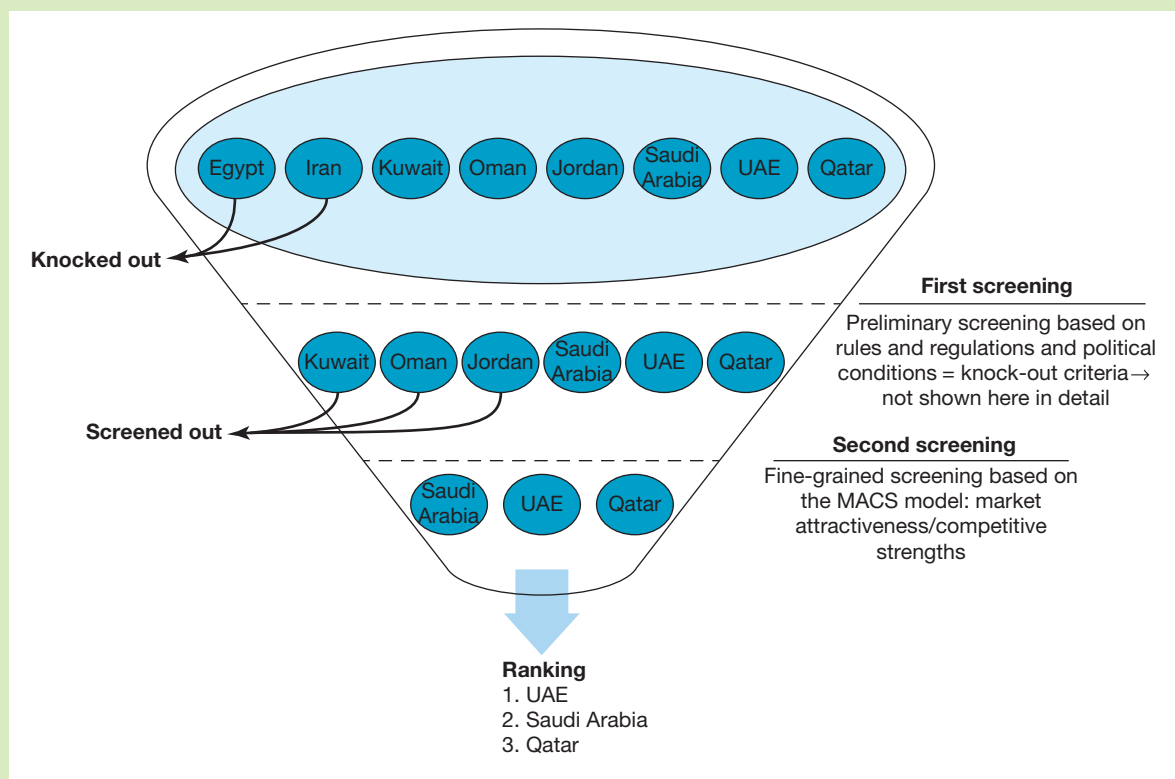 Egypt
Iran
Kuwait
Oman
Jordan
Saudi
Arabia
UAE
Qatar
Knocked out
First screening
Preliminary screening based on
rules and regulations and political
conditions = knock-out criteria→
not shown here in detail
Kuwait
Oman
Jordan
Saudi
Arabia
UAE
Qatar
Screened out
Second screening
Fine-grained screening based on
the MACS model: market
attractiveness/competitive
strengths
Saudi
Arabia
UAE
Qatar
Ranking
1. UAE
2. Saudi Arabia
3. Qatar